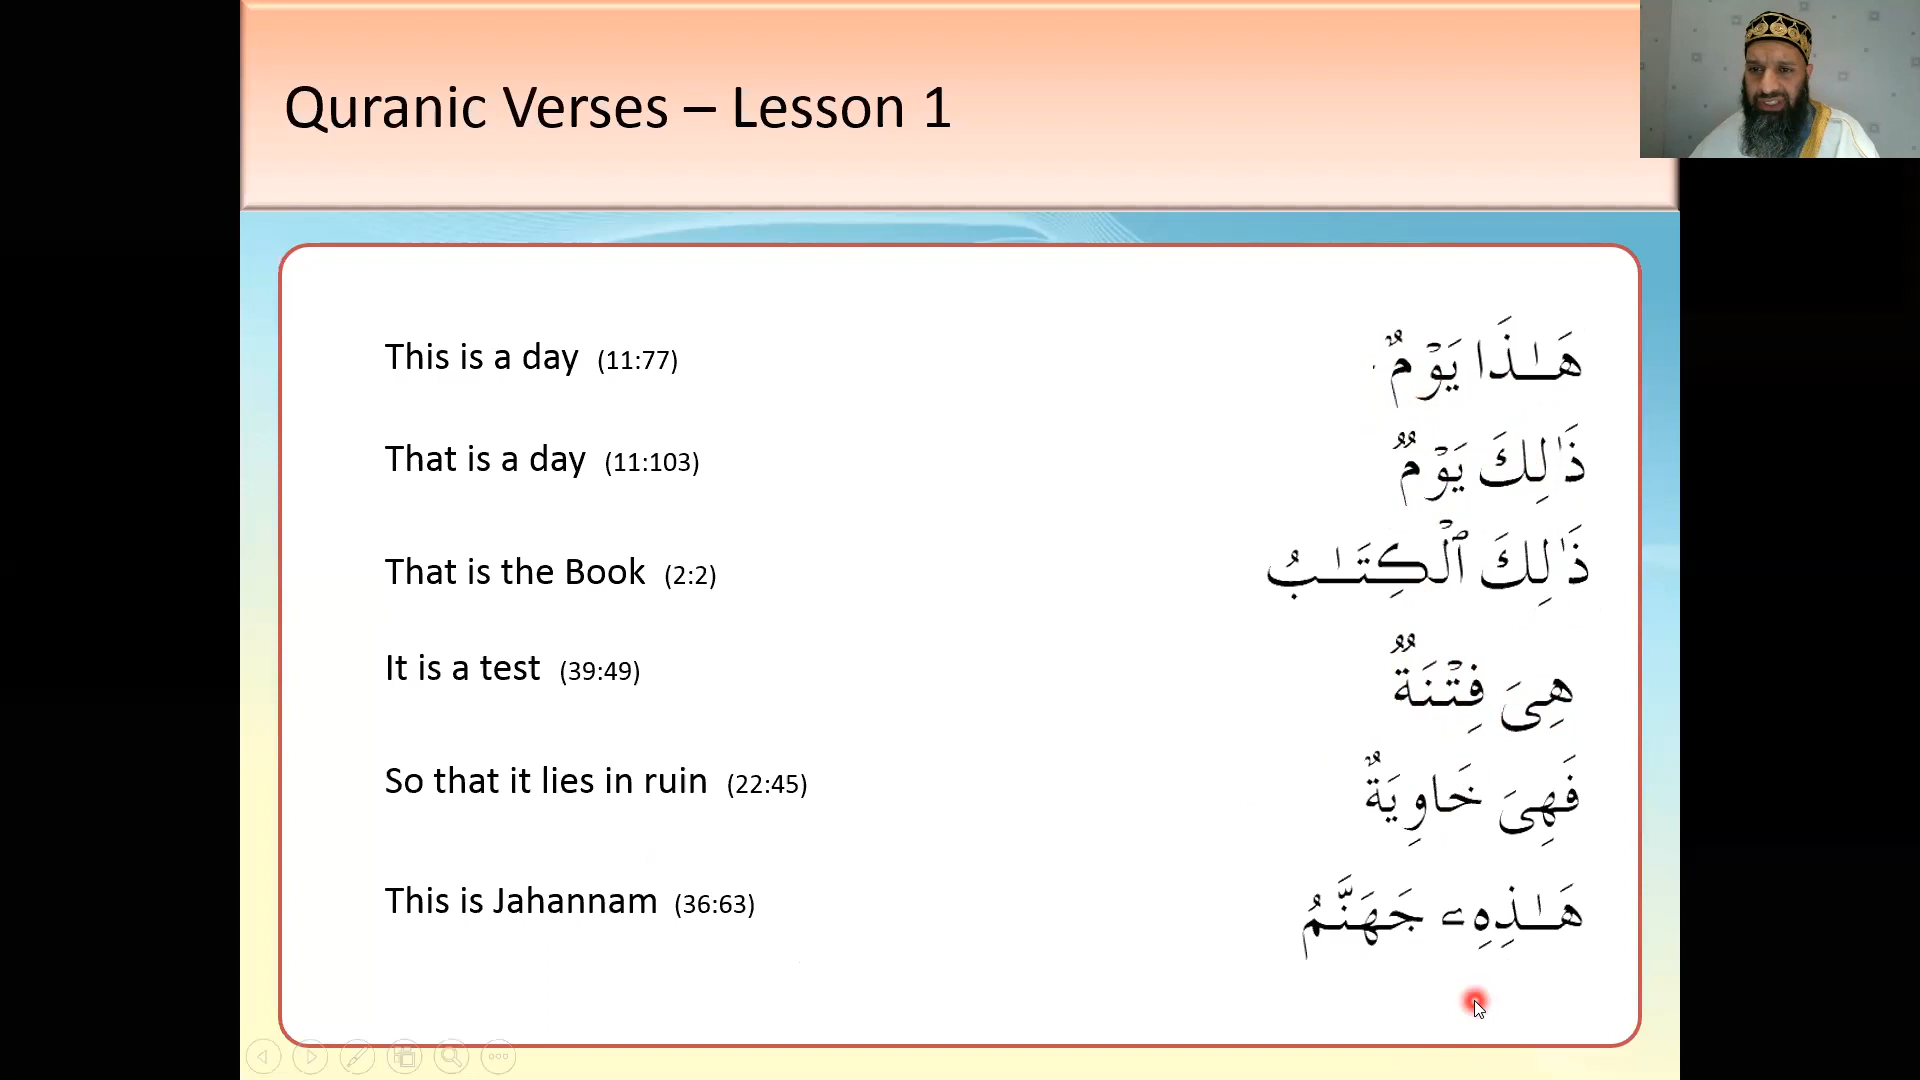 Quranic Verses – Lesson 1
This is a day (11:77) هَـٰذَا يَوْمٌ
That is a day (11:103) ذَٰلِكَ يَوْمٌ
That is the Book (2:2) ذَٰلِكَ ٱلْكِتَـٰبُ
It is a test (39:49) هِىَ فِتْنَةٌ
So that it lies in ruin (22:45) فَهِىَ خَاوِيَةٌ
This is Jahannam (36:63) هَـٰذِهِۦ جَهَنَّمُ